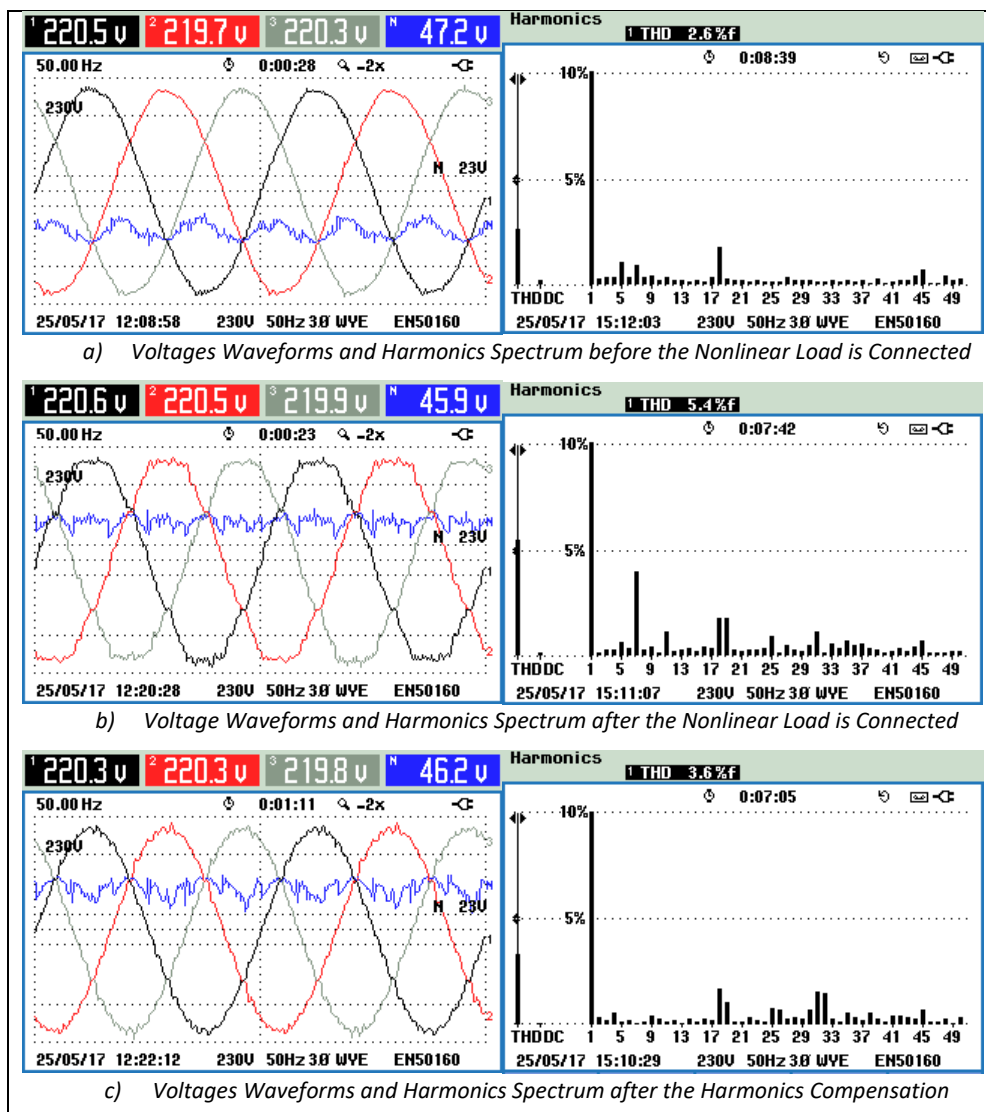 1 220.5 V 2 219.7 V 3 220.3 V N 47.2 V
50.00 Hz 0:00:28 -2x
230V
3
N 23V
1
N
2
25/05/17 12:08:58 230V 50Hz 3Ø WYE EN50160
Harmonics
1 THD 2.6%f
0:08:39
10%
5%
THDDC 1 5 9 13 17 21 25 29 33 37 41 45 49
25/05/17 15:12:03 230V 50Hz 3Ø WYE EN50160
a) Voltages Waveforms and Harmonics Spectrum before the Nonlinear Load is Connected
1 220.6 V 2 220.5 V 3 219.9 V N 45.9 V
50.00 Hz 0:00:23 -2x
3
230V
N
N 23V
1
2
25/05/17 12:20:28 230V 50Hz 3Ø WYE EN50160
Harmonics
1 THD 5.4%f
0:07:42
10%
5%
THDDC 1 5 9 13 17 21 25 29 33 37 41 45 49
25/05/17 15:11:07 230V 50Hz 3Ø WYE EN50160
b) Voltage Waveforms and Harmonics Spectrum after the Nonlinear Load is Connected
1 220.3 V 2 220.3 V 3 219.8 V N 46.2 V
50.00 Hz 0:01:11 -2x
3
230V
N
N 23V
1
2
25/05/17 12:22:12 230V 50Hz 3Ø WYE EN50160
Harmonics
1 THD 3.6%f
0:07:05
10%
5%
THDDC 1 5 9 13 17 21 25 29 33 37 41 45 49
25/05/17 15:10:29 230V 50Hz 3Ø WYE EN50160
c) Voltages Waveforms and Harmonics Spectrum after the Harmonics Compensation